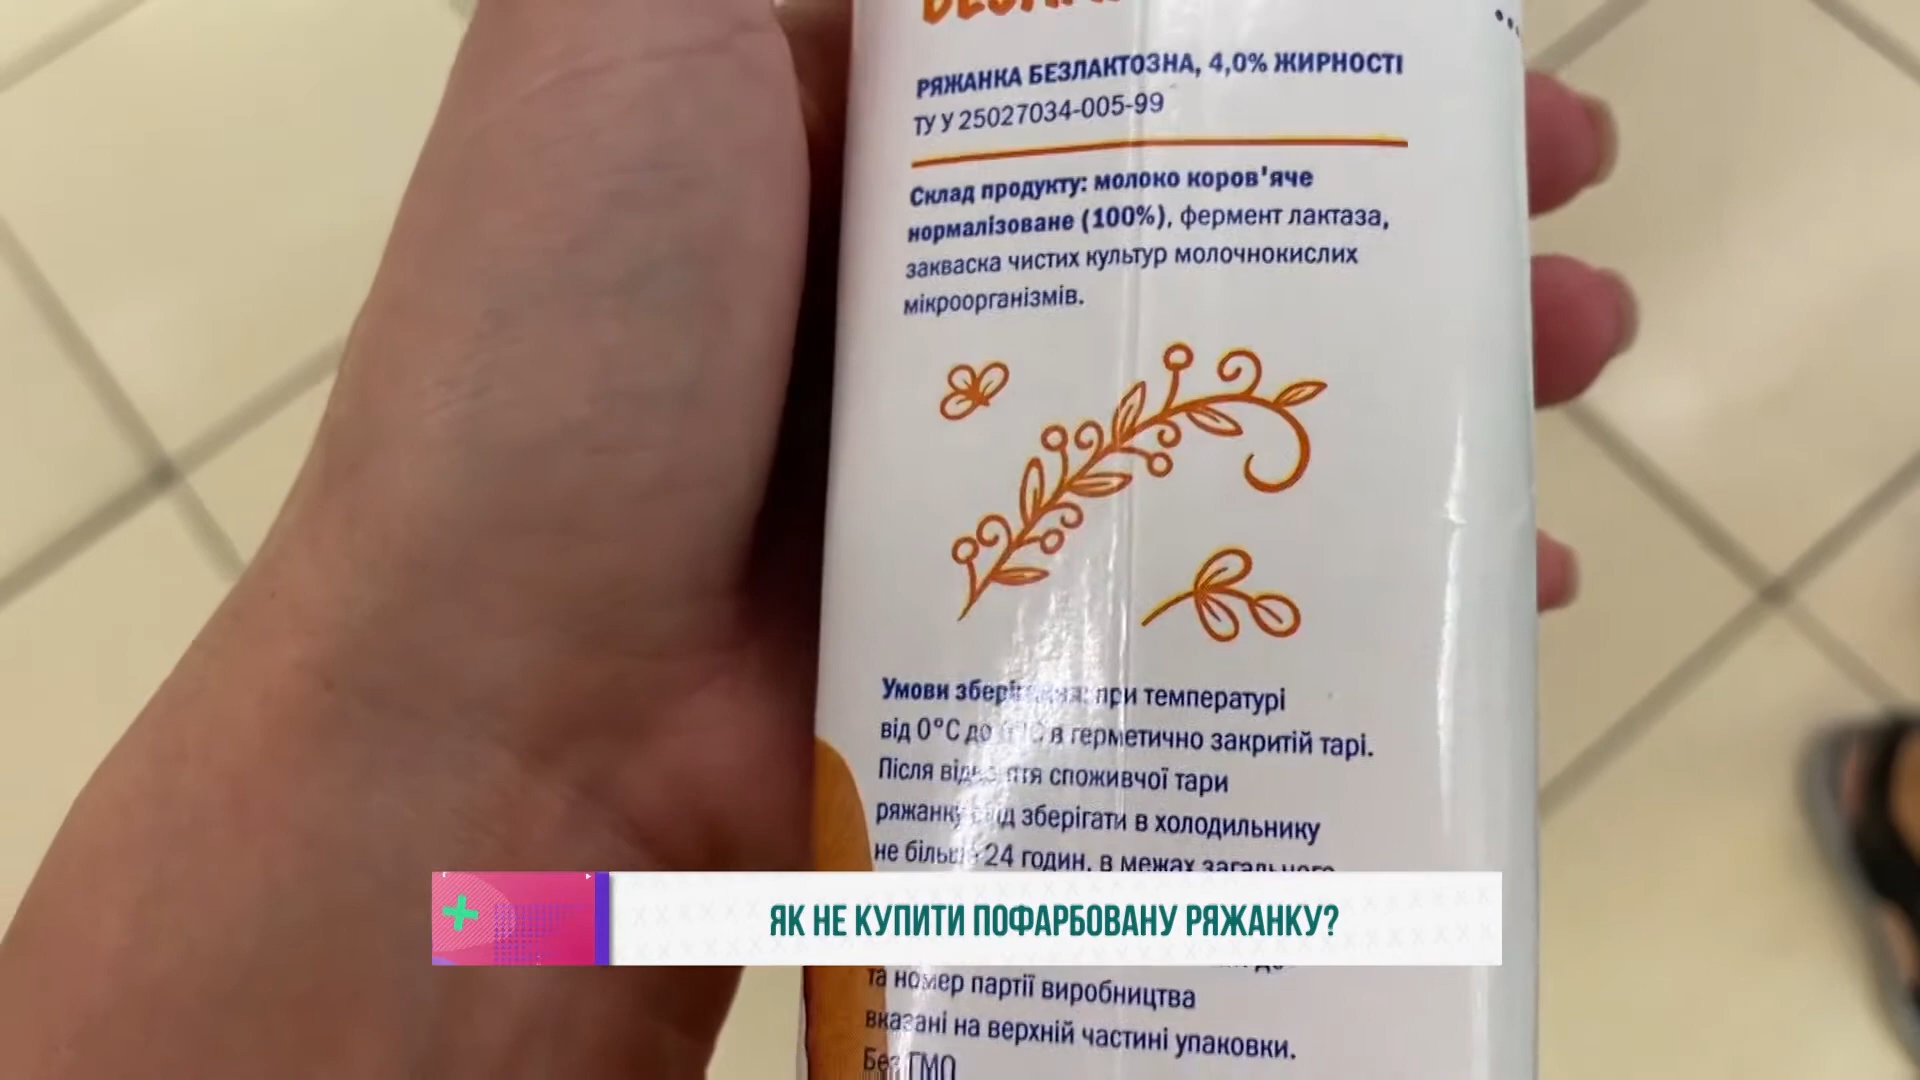 РЯЖАНКА БЕЗЛАКТОЗНА, 4,0% ЖИРНОСТІ
ТУ У 25027034-005-99
Склад продукту: молоко коров'яче
нормалізоване (100%), фермент лактаза,
закваска чистих культур молочнокислих
мікроорганізмів.
Умови зберігання: при температурі
від 0°С до в герметично закритій тарі.
Після відкриття споживчої тари
ряжанку слід зберігати в холодильнику
не більше 24 годин, в межах загального
ЯК НЕ КУПИТИ ПОФАРБОВАНУ РЯЖАНКУ?
та номер партії виробництва
вказані на верхній частині упаковки.
Без ГМО